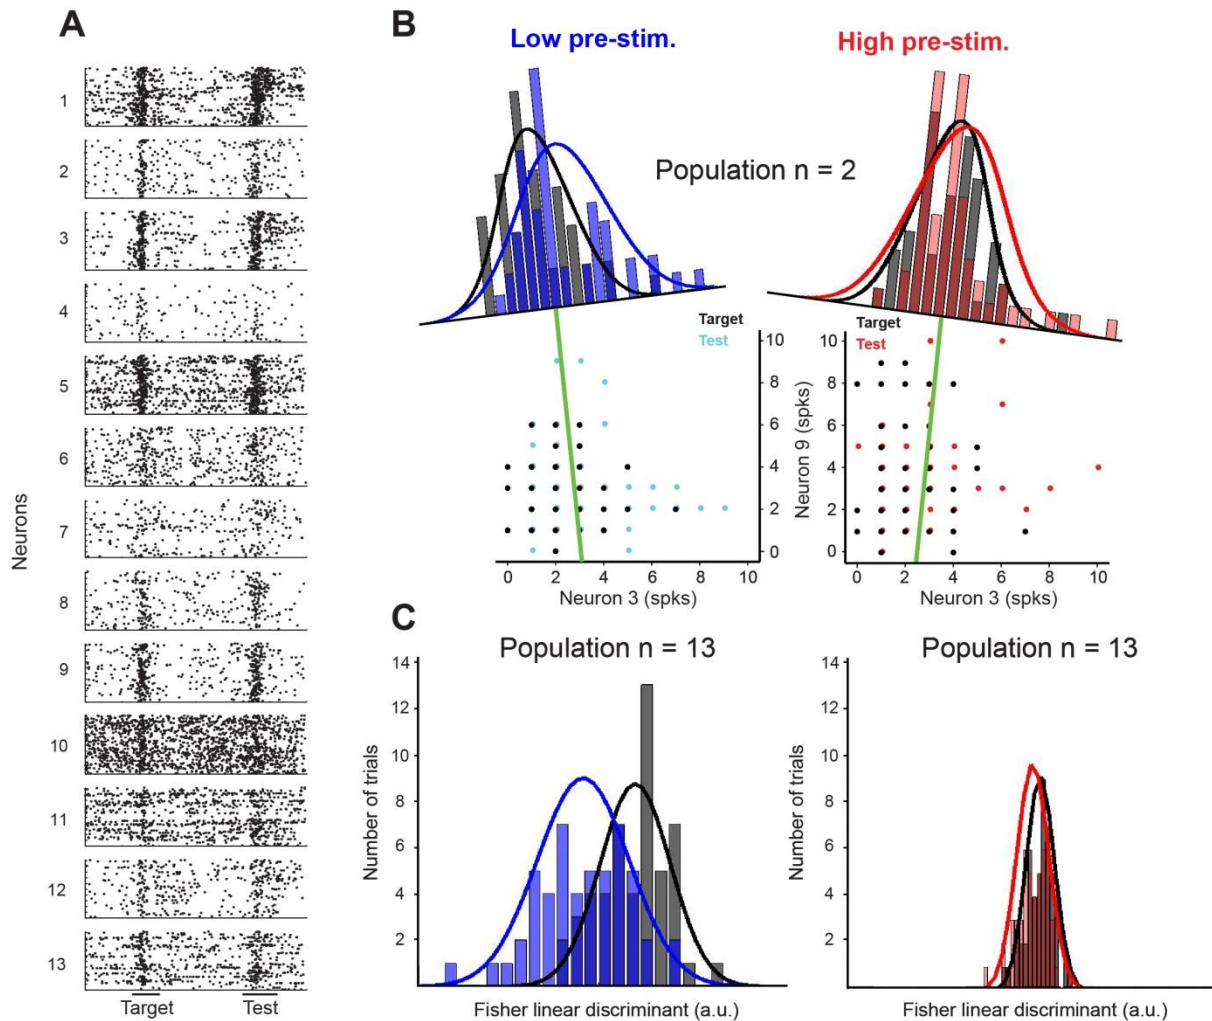 A
Neurons
1
2
3
4
5
6
7
8
9
10
11
12
13
Target Test
B
Low pre-stim. High pre-stim.
Population n = 2
Target
Test
10
8
6
4
2
0
0 2 4 6 8 10
Neuron 3 (spks)
Neuron 9 (spks)
Target
Test
10
8
6
4
2
0
0 2 4 6 8 10
Neuron 3 (spks)
C
Population n = 13
Number of trials
14
12
10
8
6
4
2
Fisher linear discriminant (a.u.)
Population n = 13
Number of trials
14
12
10
8
6
4
2
Fisher linear discriminant (a.u.)